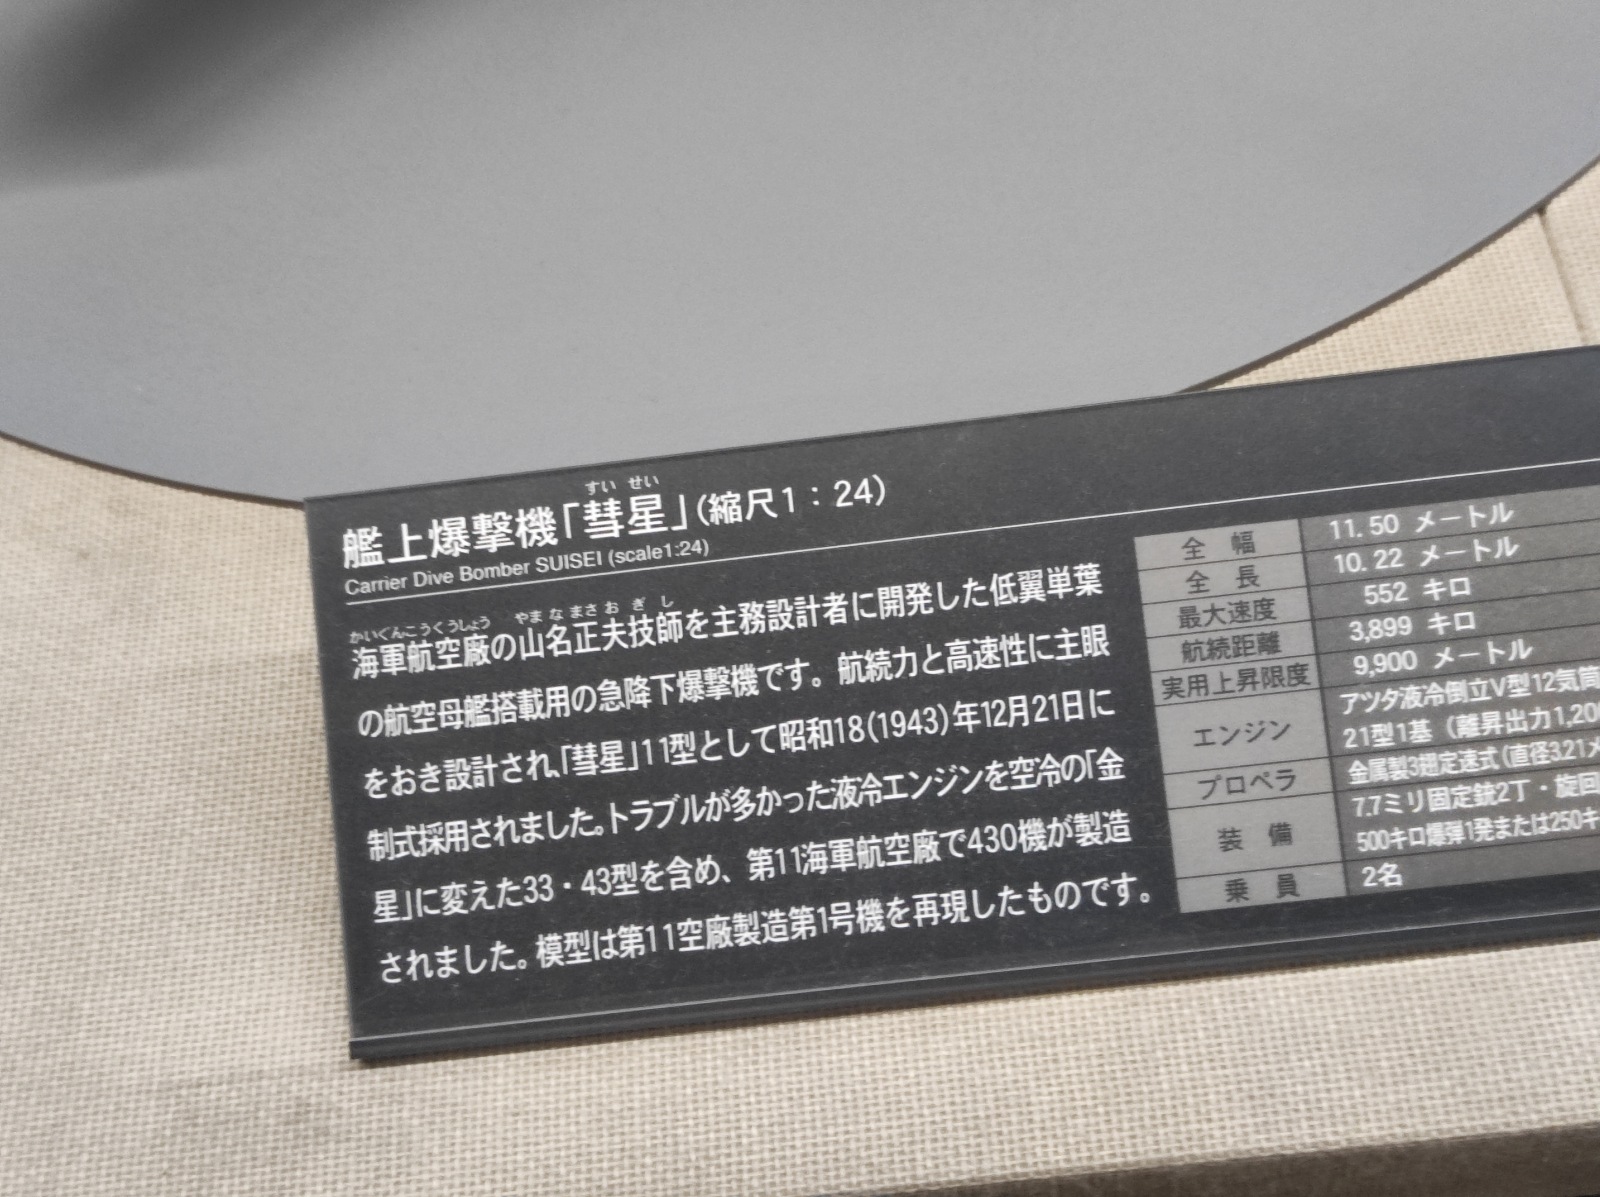 すい せい
艦上爆撃機「彗星」(縮尺1：24)
Carrier Dive Bomber SUISEI (scale1:24)
かいぐんこうくうしょう やまなまさおぎし
海軍航空廠の山名正夫技師を主務設計者に開発した低翼単葉
の航空母艦搭載用の急降下爆撃機です。航続力と高速性に主眼
をおき設計され、「彗星」11型として昭和18(1943)年12月21日に
制式採用されました。トラブルが多かった液冷エンジンを空冷の「金
星」に変えた33・43型を含め、第11海軍航空廠で430機が製造
されました。模型は第11空廠製造第1号機を再現したものです。
全幅 11.50 メートル
全長 10.22 メートル
最大速度 552 キロ
航続距離 3,899 キロ
実用上昇限度 9,900 メートル
エンジン アツタ液冷倒立V型12気筒
21型1基（離昇出力1,20
プロペラ 金属製3翅定速式（直径3.21メ
装備 7.7ミリ固定銃2丁・旋回
500キロ爆弾1発または250キ
乗員 2名